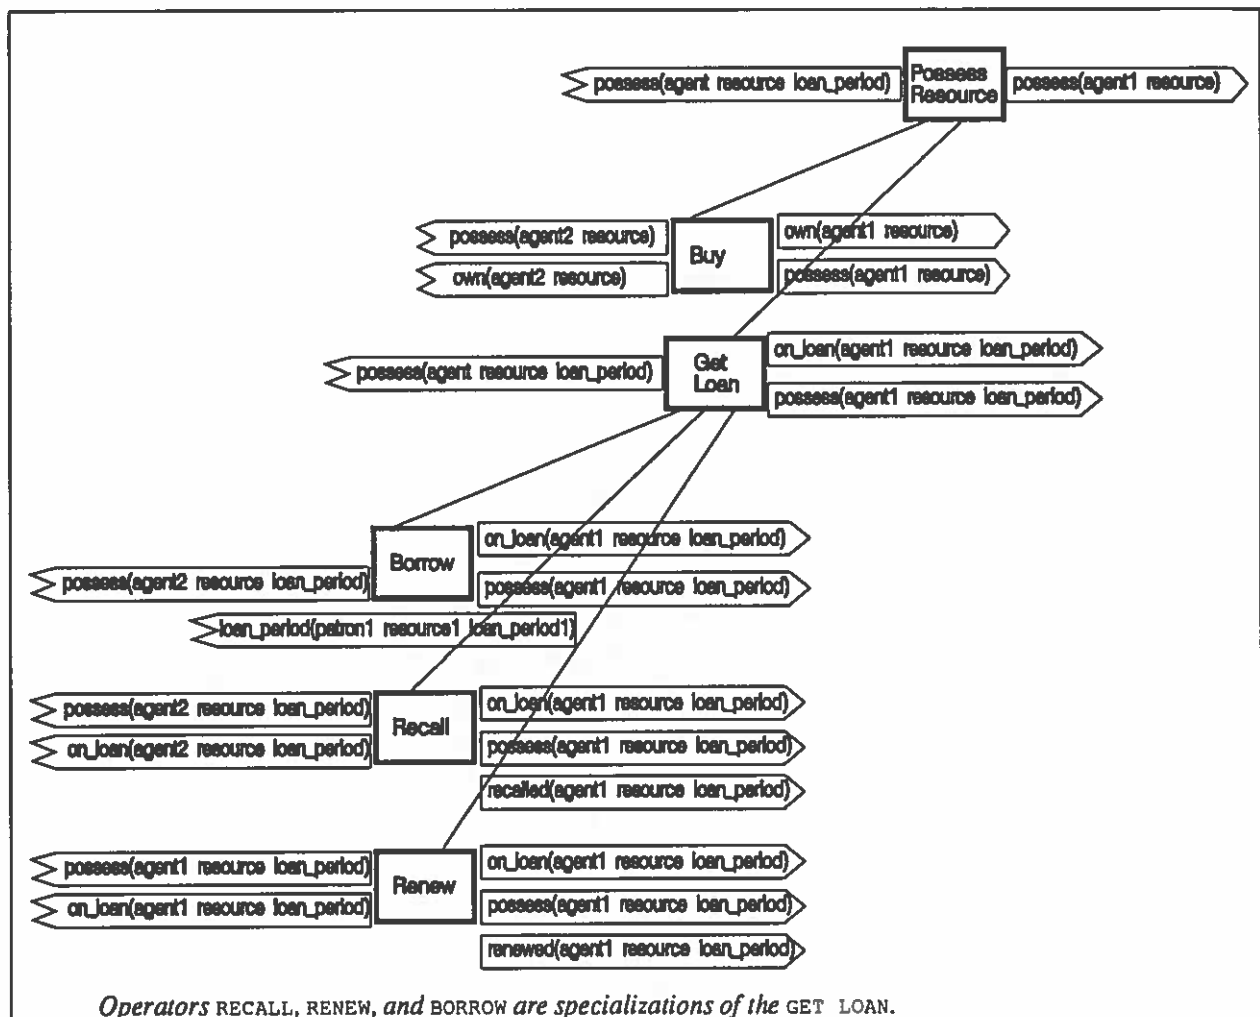 possess(agent resource loan_period)
Possess
Resource
possess(agent1 resource)
possess(agent2 resource)
own(agent2 resource)
Buy
own(agent1 resource)
possess(agent1 resource)
possess(agent resource loan_period)
Get
Loan
on_loan(agent1 resource loan_period)
possess(agent1 resource loan_period)
possess(agent2 resource loan_period)
Borrow
on_loan(agent1 resource loan_period)
possess(agent1 resource loan_period)
loan_period(patron1 resource1 loan_period1)
possess(agent2 resource loan_period)
on_loan(agent2 resource loan_period)
Recall
on_loan(agent1 resource loan_period)
possess(agent1 resource loan_period)
recalled(agent1 resource loan_period)
possess(agent1 resource loan_period)
on_loan(agent1 resource loan_period)
Renew
on_loan(agent1 resource loan_period)
possess(agent1 resource loan_period)
renewed(agent1 resource loan_period)
Operators RECALL, RENEW, and BORROW are specializations of the GET LOAN.